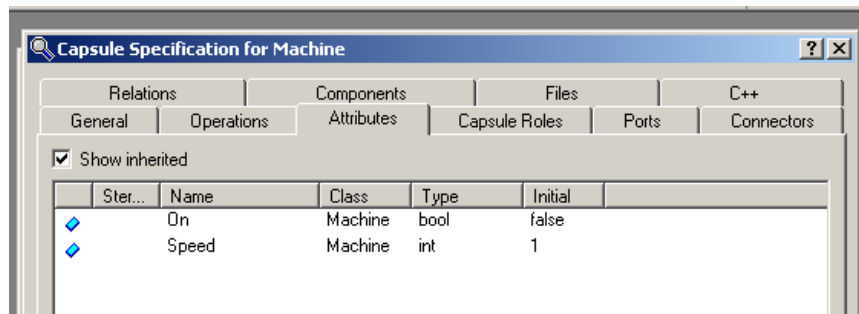 Capsule Specification for Machine
Relations Components Files C++
General Operations Attributes Capsule Roles Ports Connectors
Show inherited
Ster... Name Class Type Initial
On Machine bool false
Speed Machine int 1